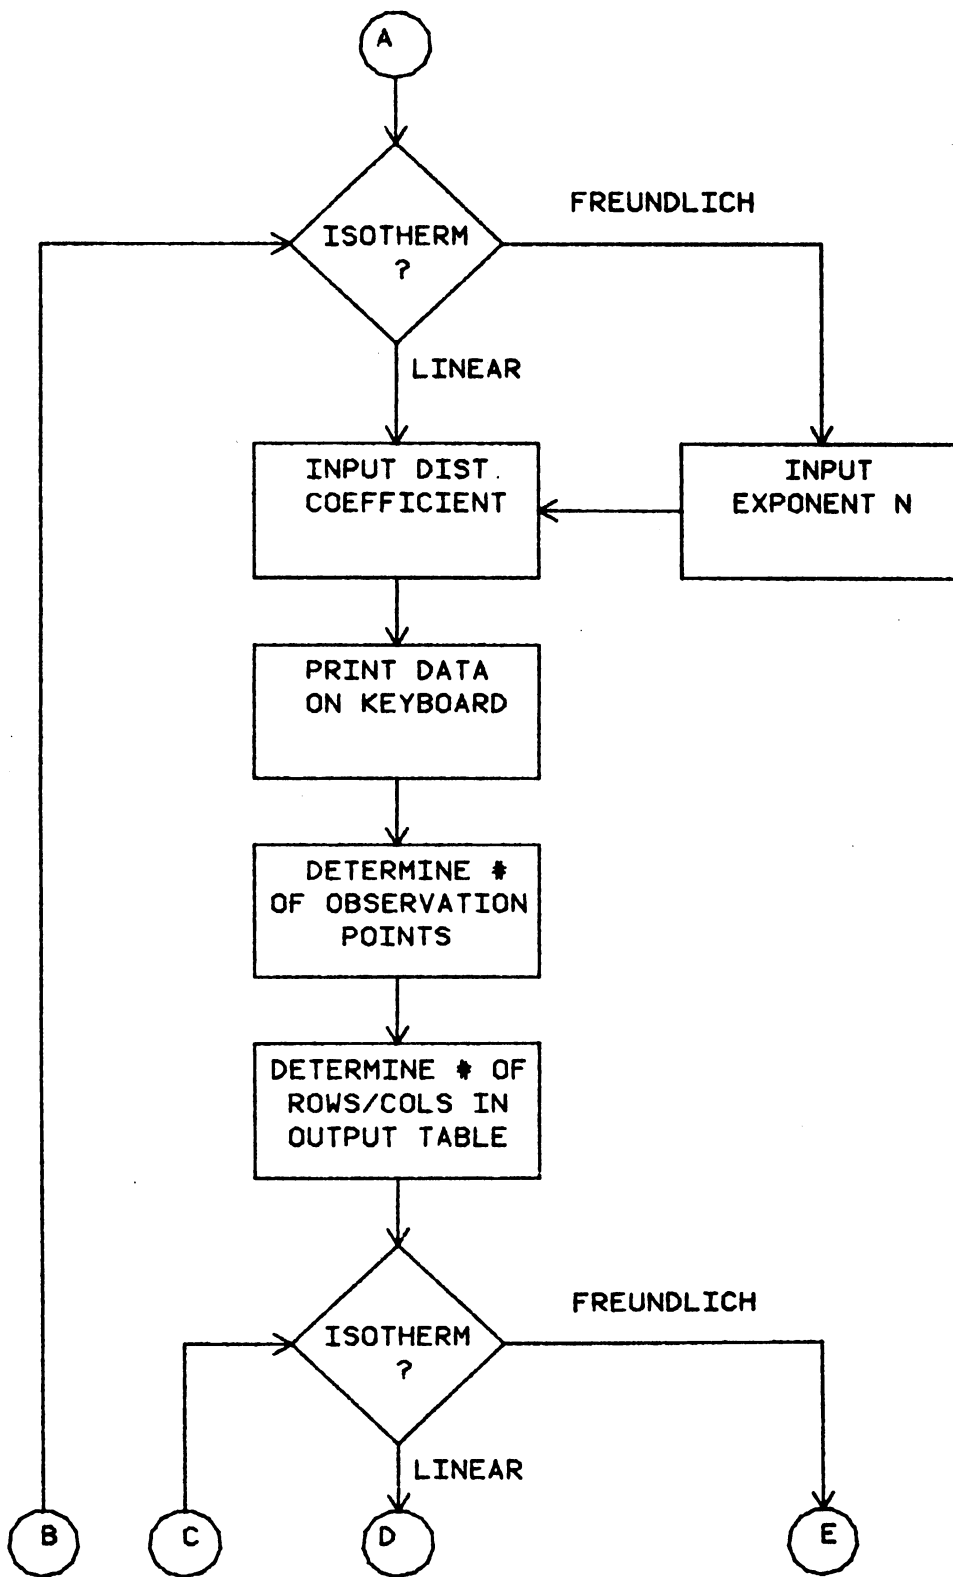 A
ISOTHERM
?
FREUNDLICH
LINEAR
INPUT DIST.
COEFFICIENT
INPUT
EXPONENT N
PRINT DATA
ON KEYBOARD
DETERMINE #
OF OBSERVATION
POINTS
DETERMINE # OF
ROWS/COLS IN
OUTPUT TABLE
ISOTHERM
?
FREUNDLICH
LINEAR
B
C
D
E